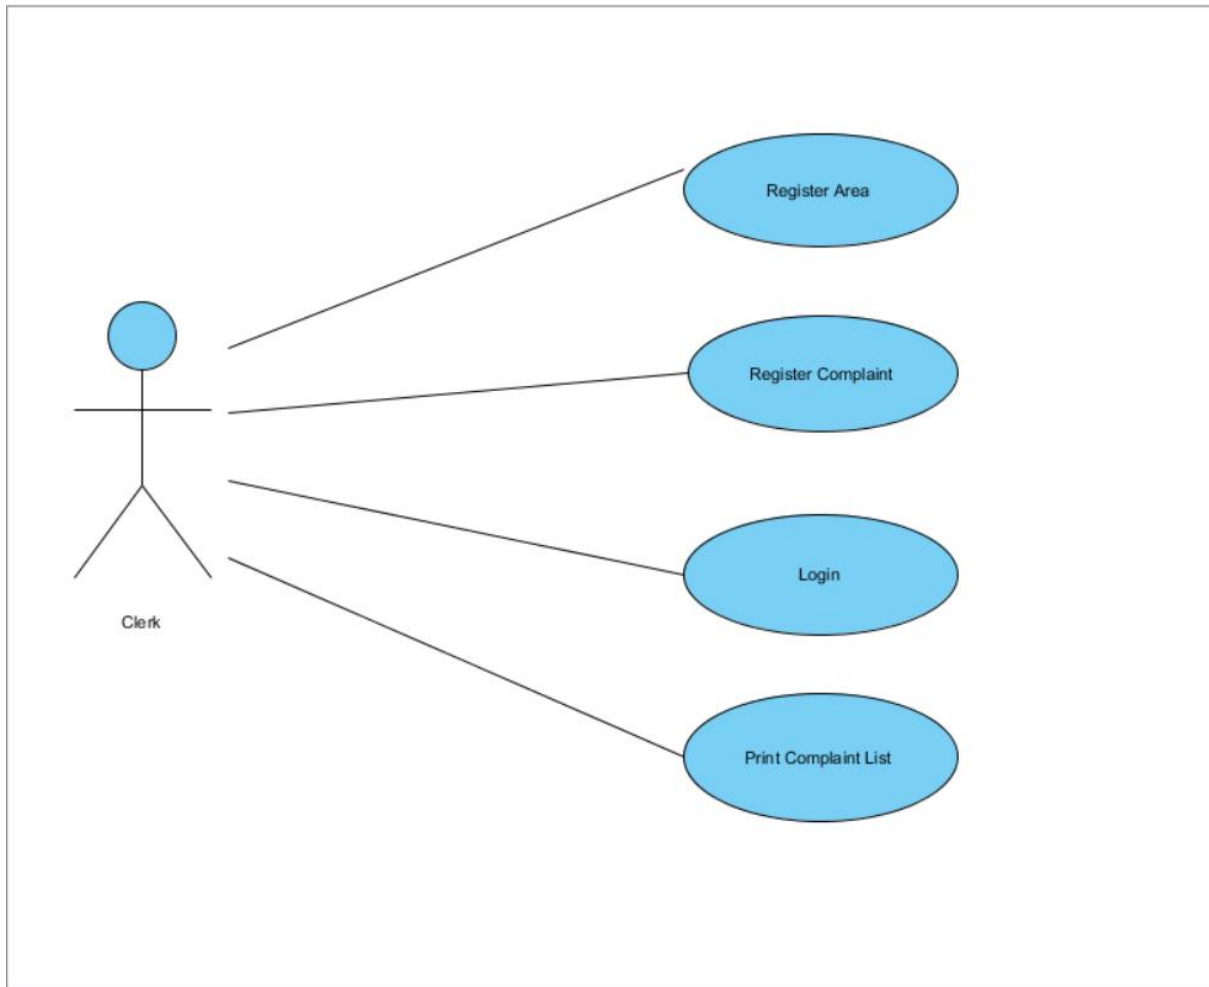 Register Area
Register Complaint
Login
Clerk
Print Complaint List